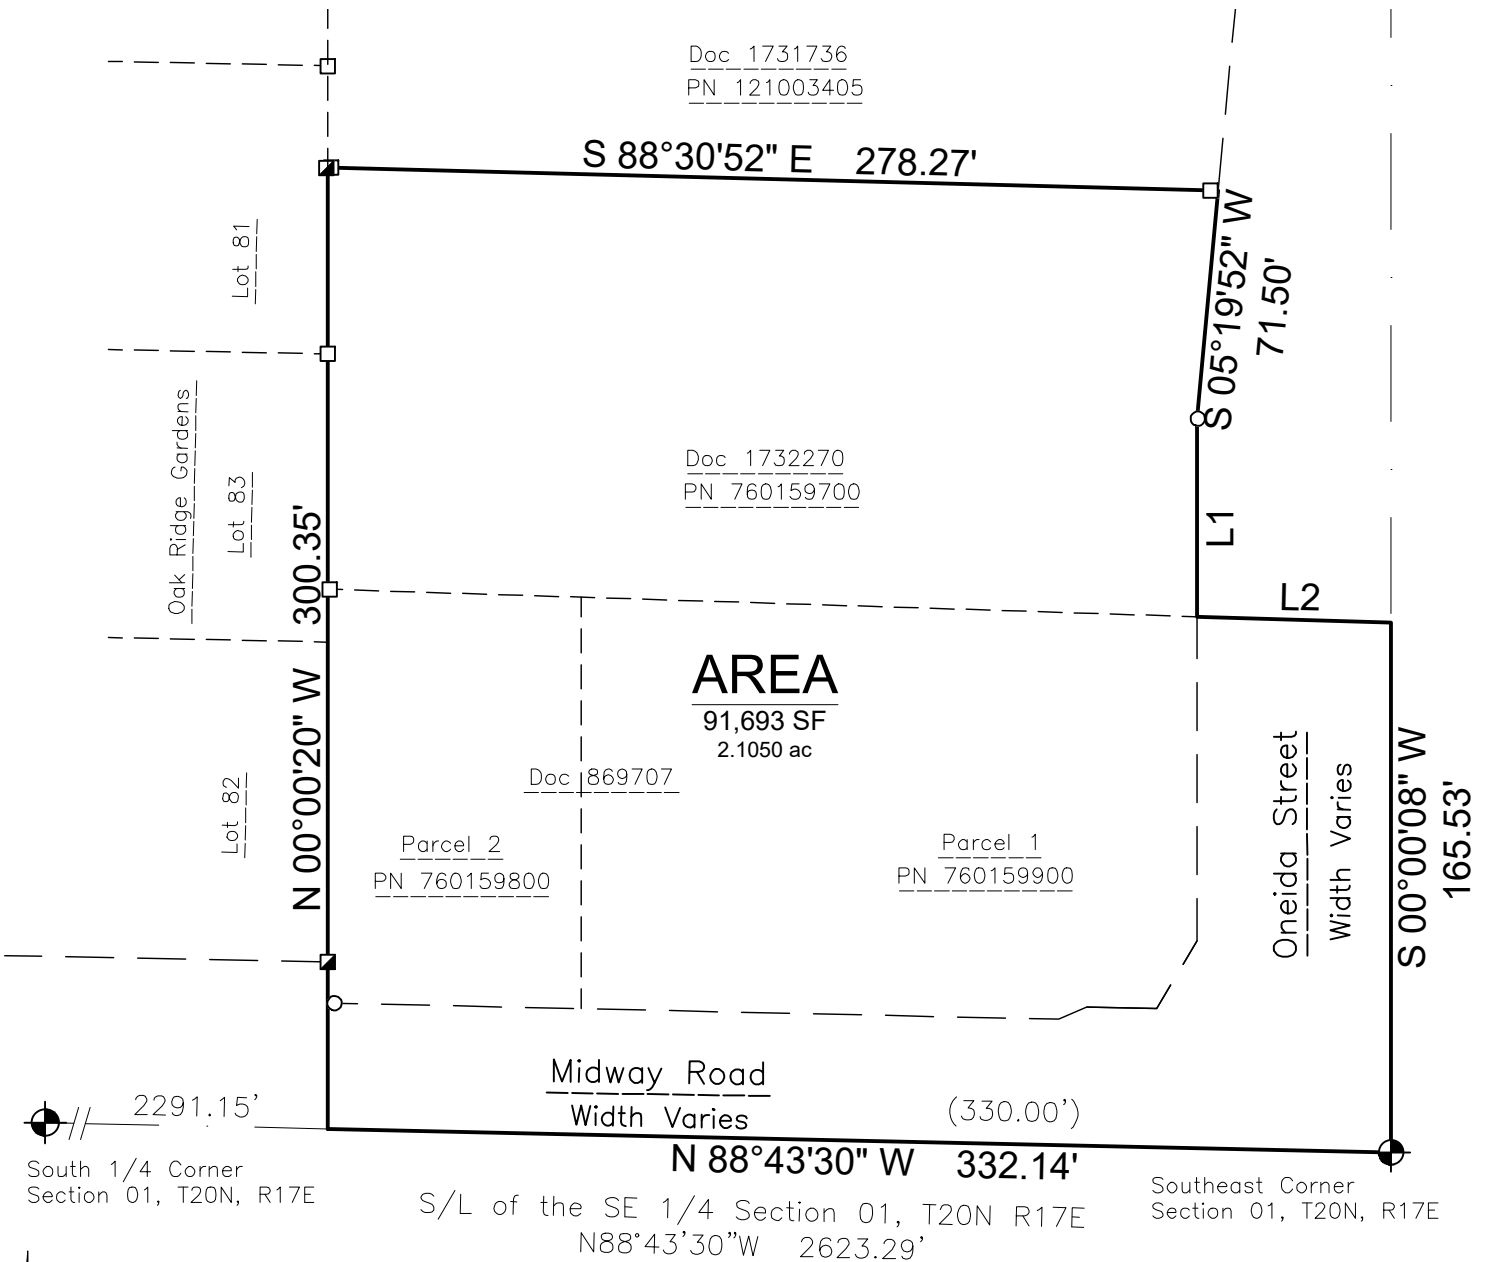 Doc 1731736
PN 121003405
S 88°30'52" E 278.27'
S 05°19'52" W
71.50'
Lot 81
Oak Ridge Gardens
Lot 83
Doc 1732270
PN 760159700
L1
L2
N 00°00'20" W 300.35'
AREA
91,693 SF
2.1050 ac
Lot 82
Doc 869707
Parcel 2
PN 760159800
Parcel 1
PN 760159900
Oneida Street
Width Varies
S 00°00'08" W
165.53'
Midway Road
Width Varies
(330.00')
2291.15'
N 88°43'30" W 332.14'
South 1/4 Corner
Section 01, T20N, R17E
Southeast Corner
Section 01, T20N, R17E
S/L of the SE 1/4 Section 01, T20N R17E
N88°43'30"W 2623.29'